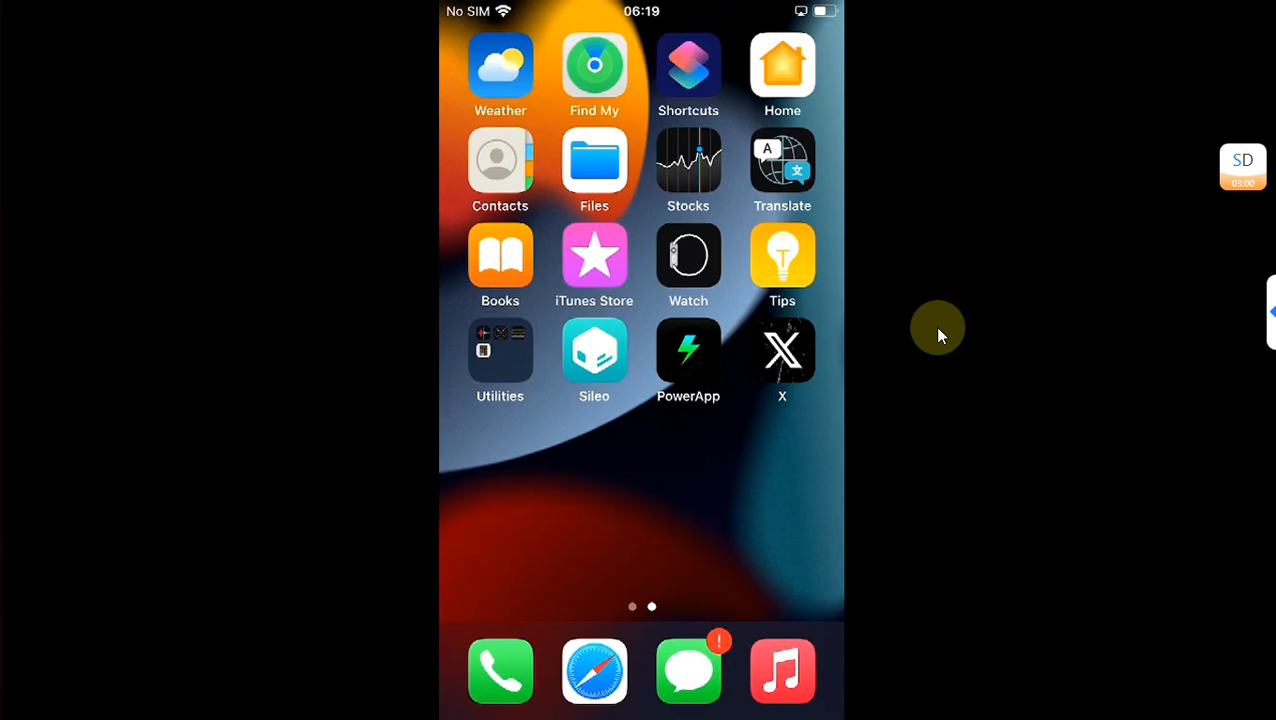 No SIM 06:19
Weather Find My Shortcuts Home
A 文
Contacts Files Stocks Translate
T
Books iTunes Store Watch Tips
X
Utilities Sileo PowerApp X
!
SD
03:00